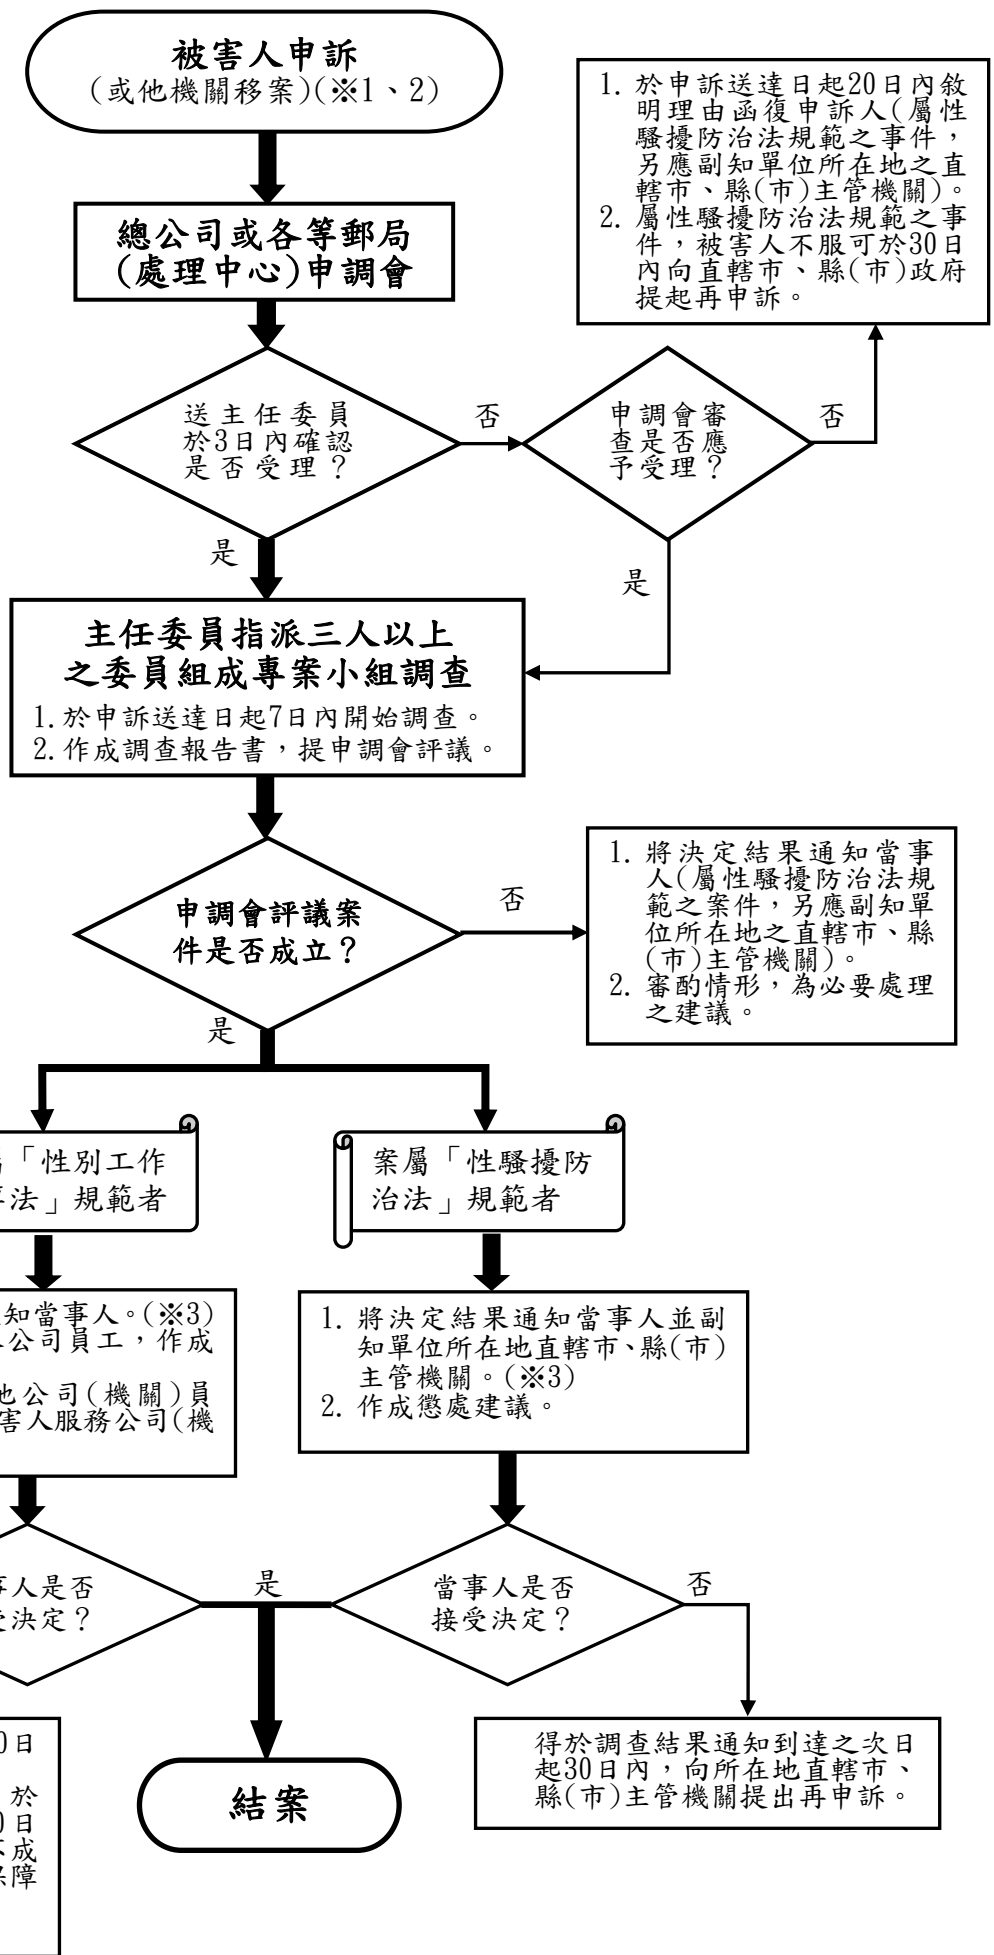 被害人申訴
(或他機關移案)(※1、2)
1. 於申訴送達日起20日內敘
明理由函復申訴人(屬性
騷擾防治法規範之事件，
另應副知單位所在地之直
轄市、縣(市)主管機關)。
2. 屬性騷擾防治法規範之事
件，被害人不服可於30日
內向直轄市、縣(市)政府
提起再申訴。
總公司或各等郵局
(處理中心)申調會
送主任委員
於3日內確認
是否受理？
否
申調會審
查是否應
予受理？
否
是
是
主任委員指派三人以上
之委員組成專案小組調查
1. 於申訴送達日起7日內開始調查。
2. 作成調查報告書，提申調會評議。
申調會評議案
件是否成立？
否
1. 將決定結果通知當事
人(屬性騷擾防治法規
範之案件，另應副知單
位所在地之直轄市、縣
(市)主管機關)。
2. 審酌情形，為必要處理
之建議。
是
「性別工作
法」規範者
案屬「性騷擾防
治法」規範者
知當事人。(※3)
公司員工，作成
他公司(機關)員
害人服務公司(機
1. 將決定結果通知當事人並副
知單位所在地直轄市、縣(市)
主管機關。(※3)
2. 作成懲處建議。
事人是否
受決定？
是
當事人是否
接受決定？
否
0日
於
0日
不成
保障
結案
得於調查結果通知到達之次日
起30日內，向所在地直轄市、
縣(市)主管機關提出再申訴。